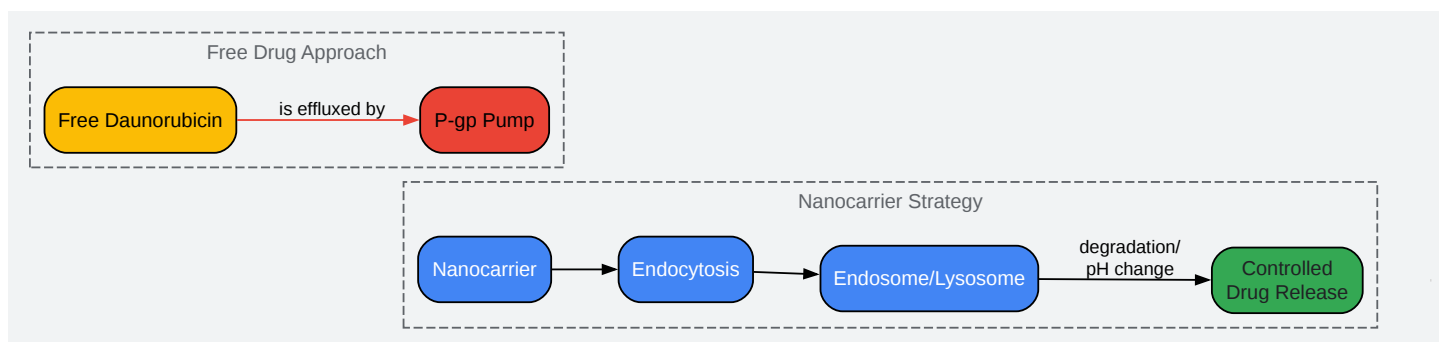 Free Drug Approach
Free Daunorubicin
is effluxed by
P-gp Pump
Nanocarrier Strategy
Nanocarrier
Endocytosis
Endosome/Lysosome
degradation/
pH change
Controlled
Drug Release